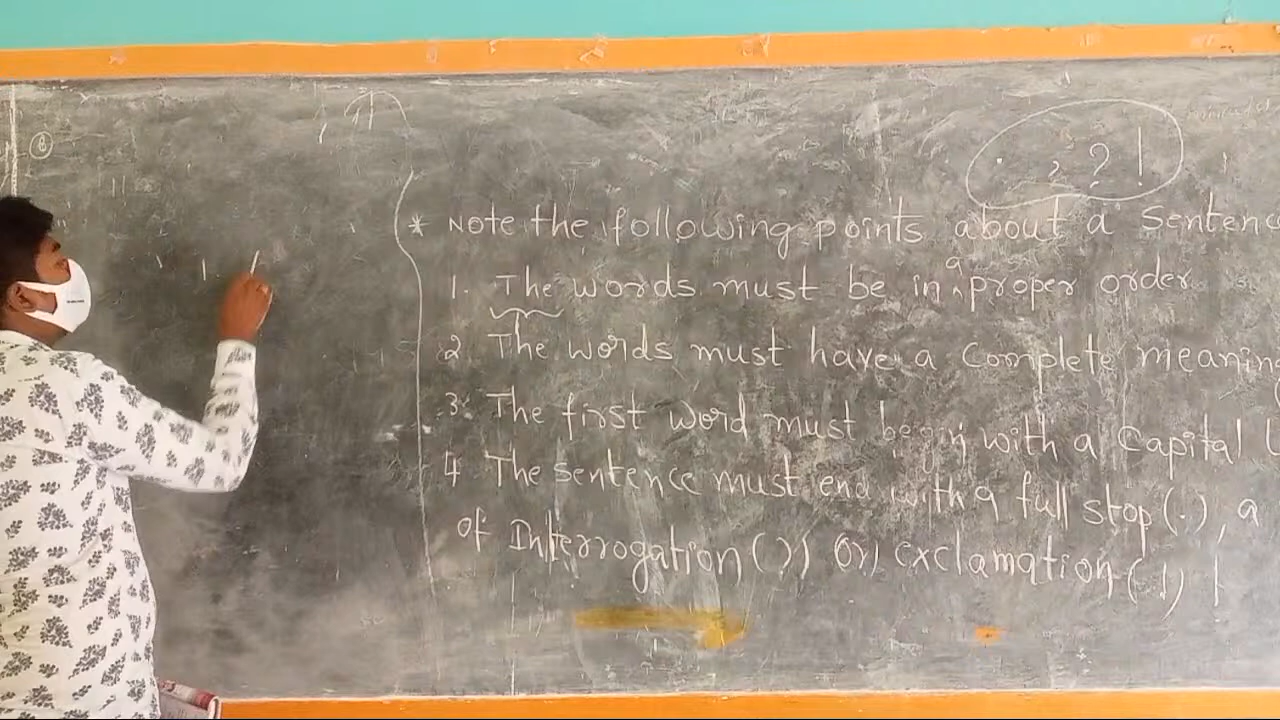 . , ? !
* Note the following points about a Sentenc
1. The words must be in a proper order
2 The words must have a Complete meanin
3. The first word must begin with a Capital L
4 The sentence must end with a full stop (.), a
of Interrogation (?) Or exclamation (!)